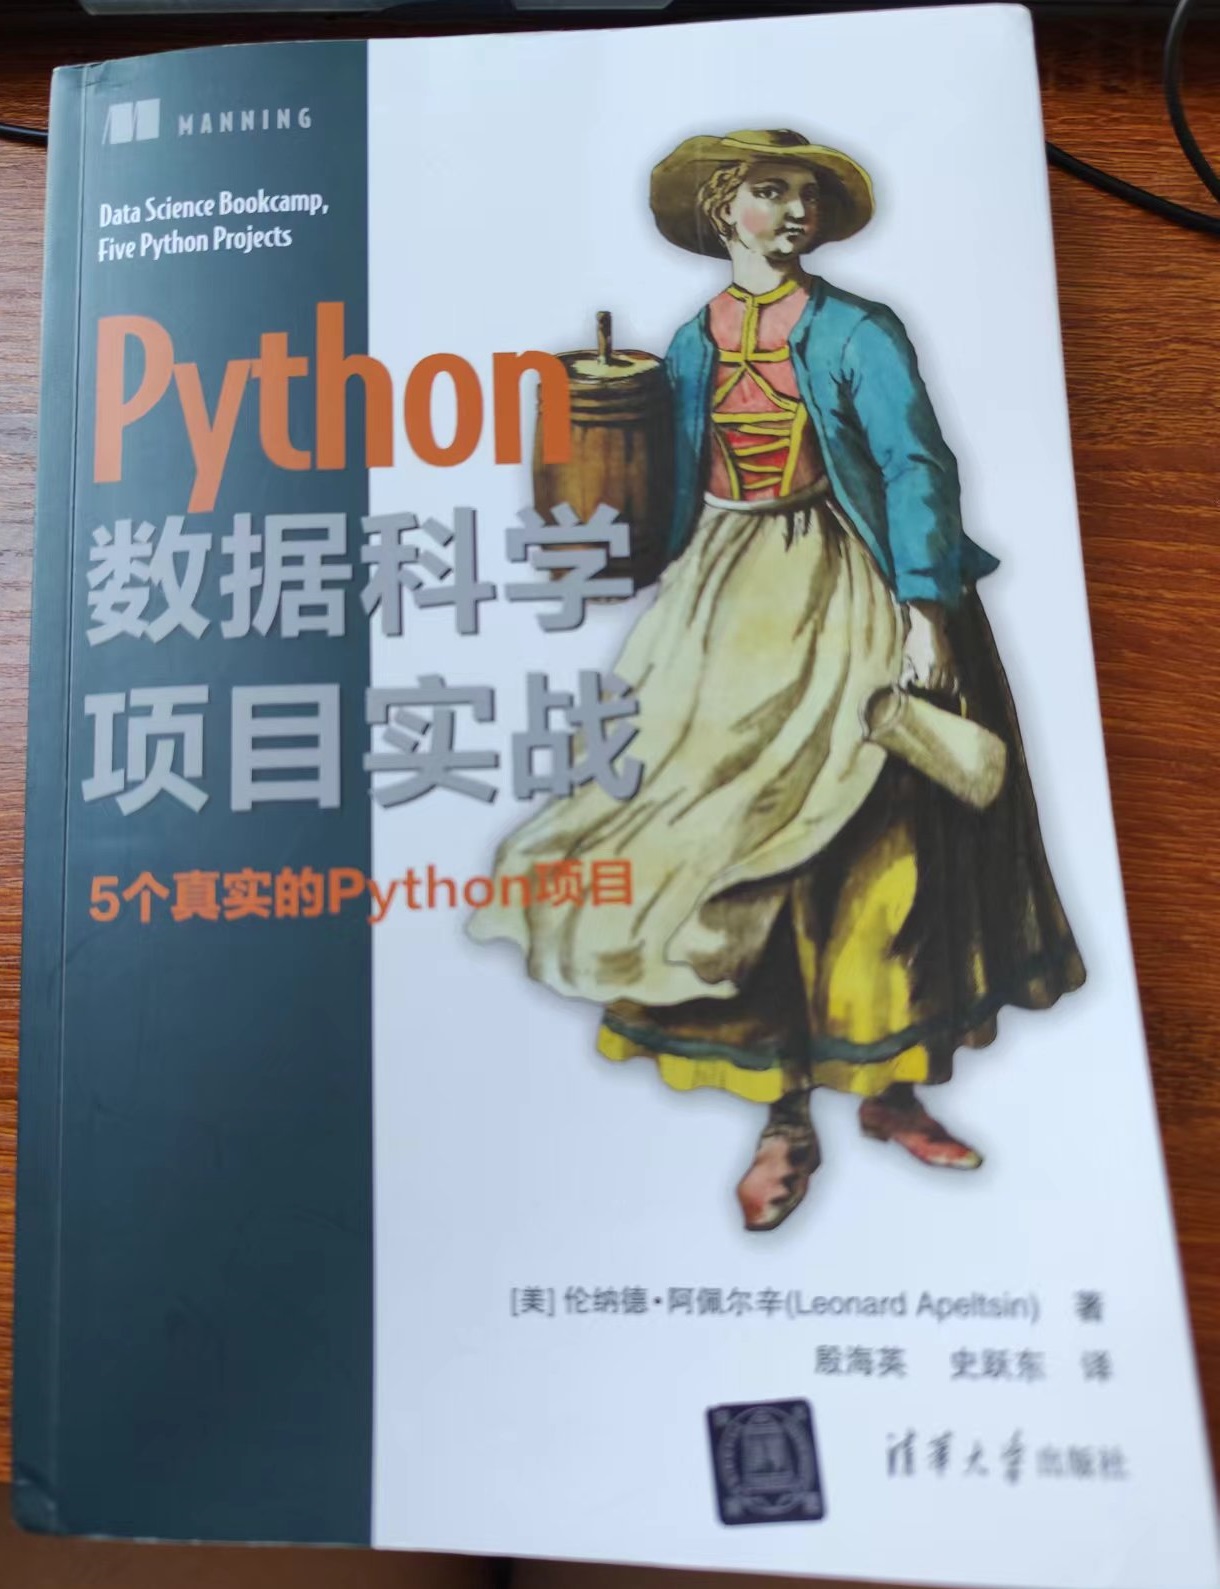 MANNING
Data Science Bookcamp,
Five Python Projects
Python
数据科学
项目实战
5个真实的Python项目
[美] 伦纳德·阿佩尔辛(Leonard Apeltsin) 著
殷海英 史跃东 译
清华大学出版社